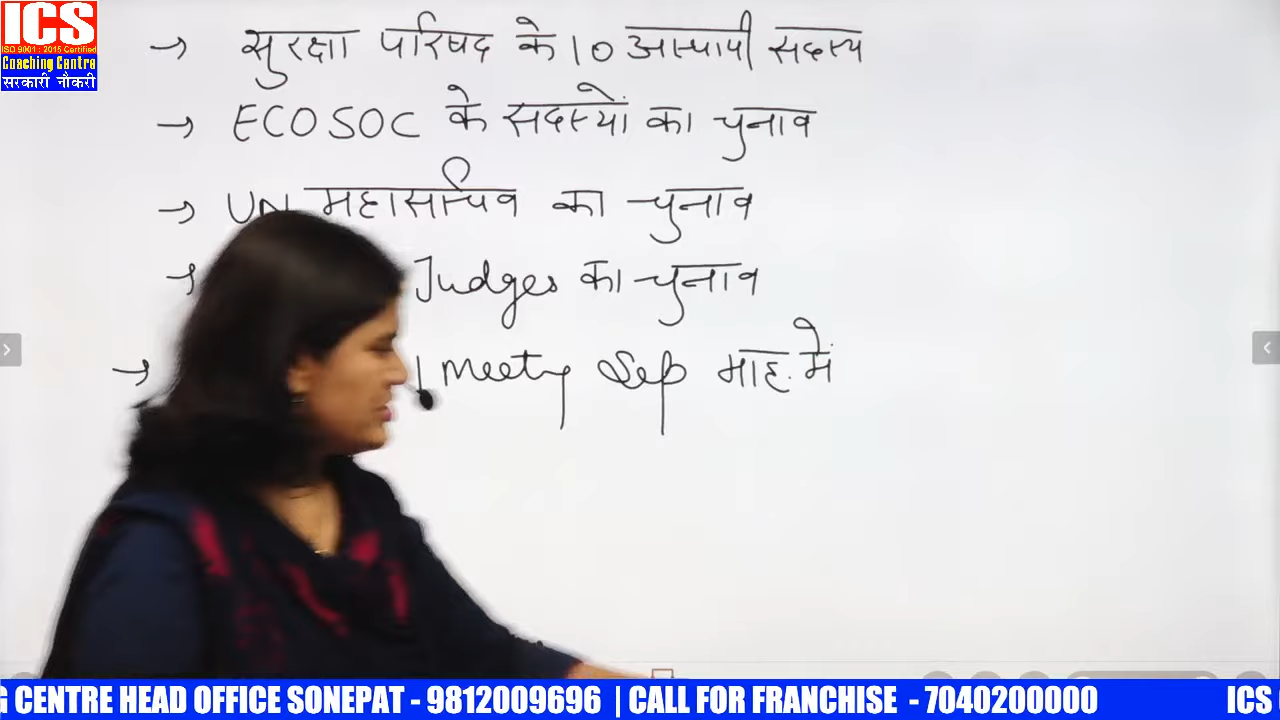 ICS
ISO 9001 : 2015 Certified
Coaching Centre
सरकारी नौकरी
→ सुरक्षा परिषद के 10 अस्थायी सदस्य
→ ECOSOC के सदस्यों का चुनाव
→ UN महासचिव का चुनाव
→ Judges का चुनाव
→ meeting Sep माह में
G CENTRE HEAD OFFICE SONEPAT - 9812009696 | CALL FOR FRANCHISE - 7040200000 ICS